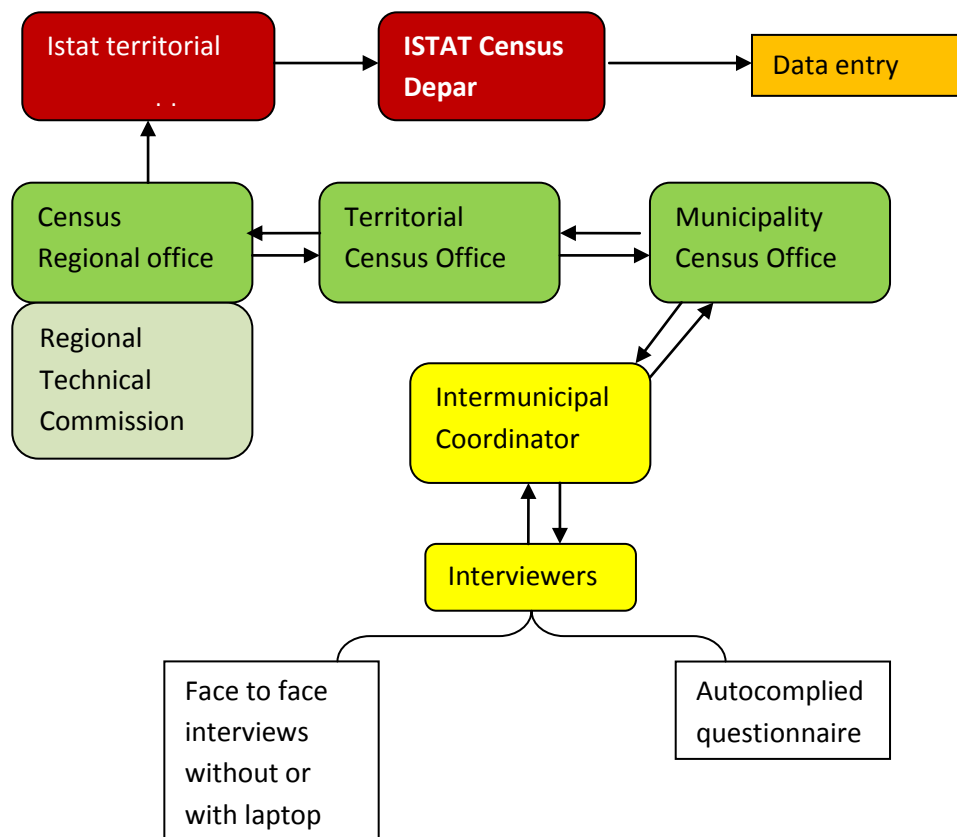 Istat territorial
. .
ISTAT Census
Depar
Data entry
Census
Regional office
Territorial
Census Office
Municipality
Census Office
Regional
Technical
Commission
Intermunicipal
Coordinator
Interviewers
Face to face
interviews
without or
with laptop
Autocomplied
questionnaire